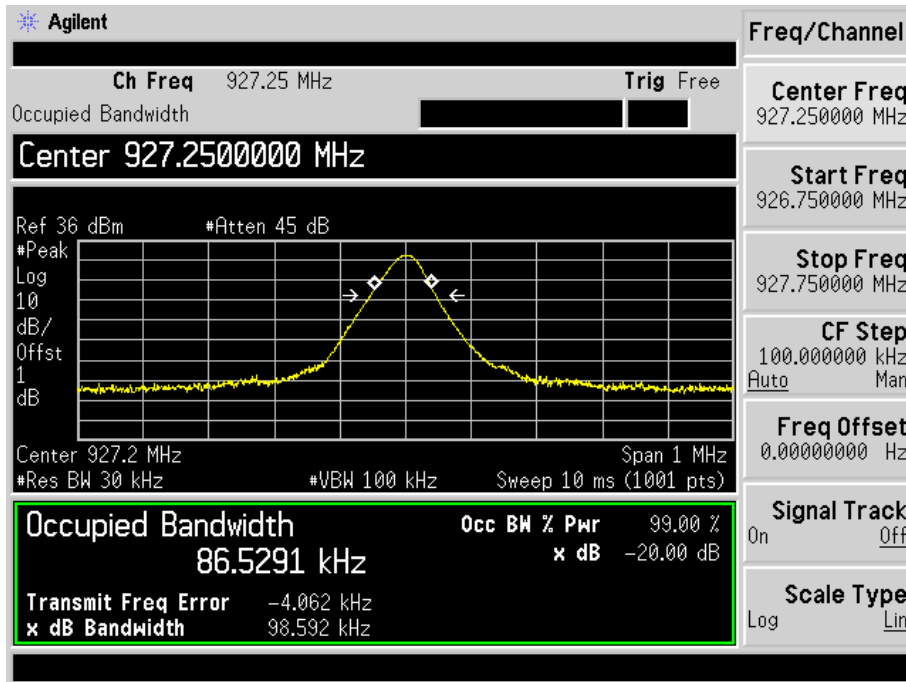 Agilent
Freq/Channel
Ch Freq 927.25 MHz Trig Free
Occupied Bandwidth
Center 927.2500000 MHz
Ref 36 dBm #Atten 45 dB
#Peak
Log
10
dB/
Offst
1
dB
Center 927.2 MHz Span 1 MHz
#Res BW 30 kHz #VBW 100 kHz Sweep 10 ms (1001 pts)
Occupied Bandwidth Occ BW % Pwr 99.00 %
86.5291 kHz x dB -20.00 dB
Transmit Freq Error -4.062 kHz
x dB Bandwidth 98.592 kHz
Center Freq
927.250000 MHz
Start Freq
926.750000 MHz
Stop Freq
927.750000 MHz
CF Step
100.000000 kHz
Auto Man
Freq Offset
0.00000000 Hz
Signal Track
On Off
Scale Type
Log Lin